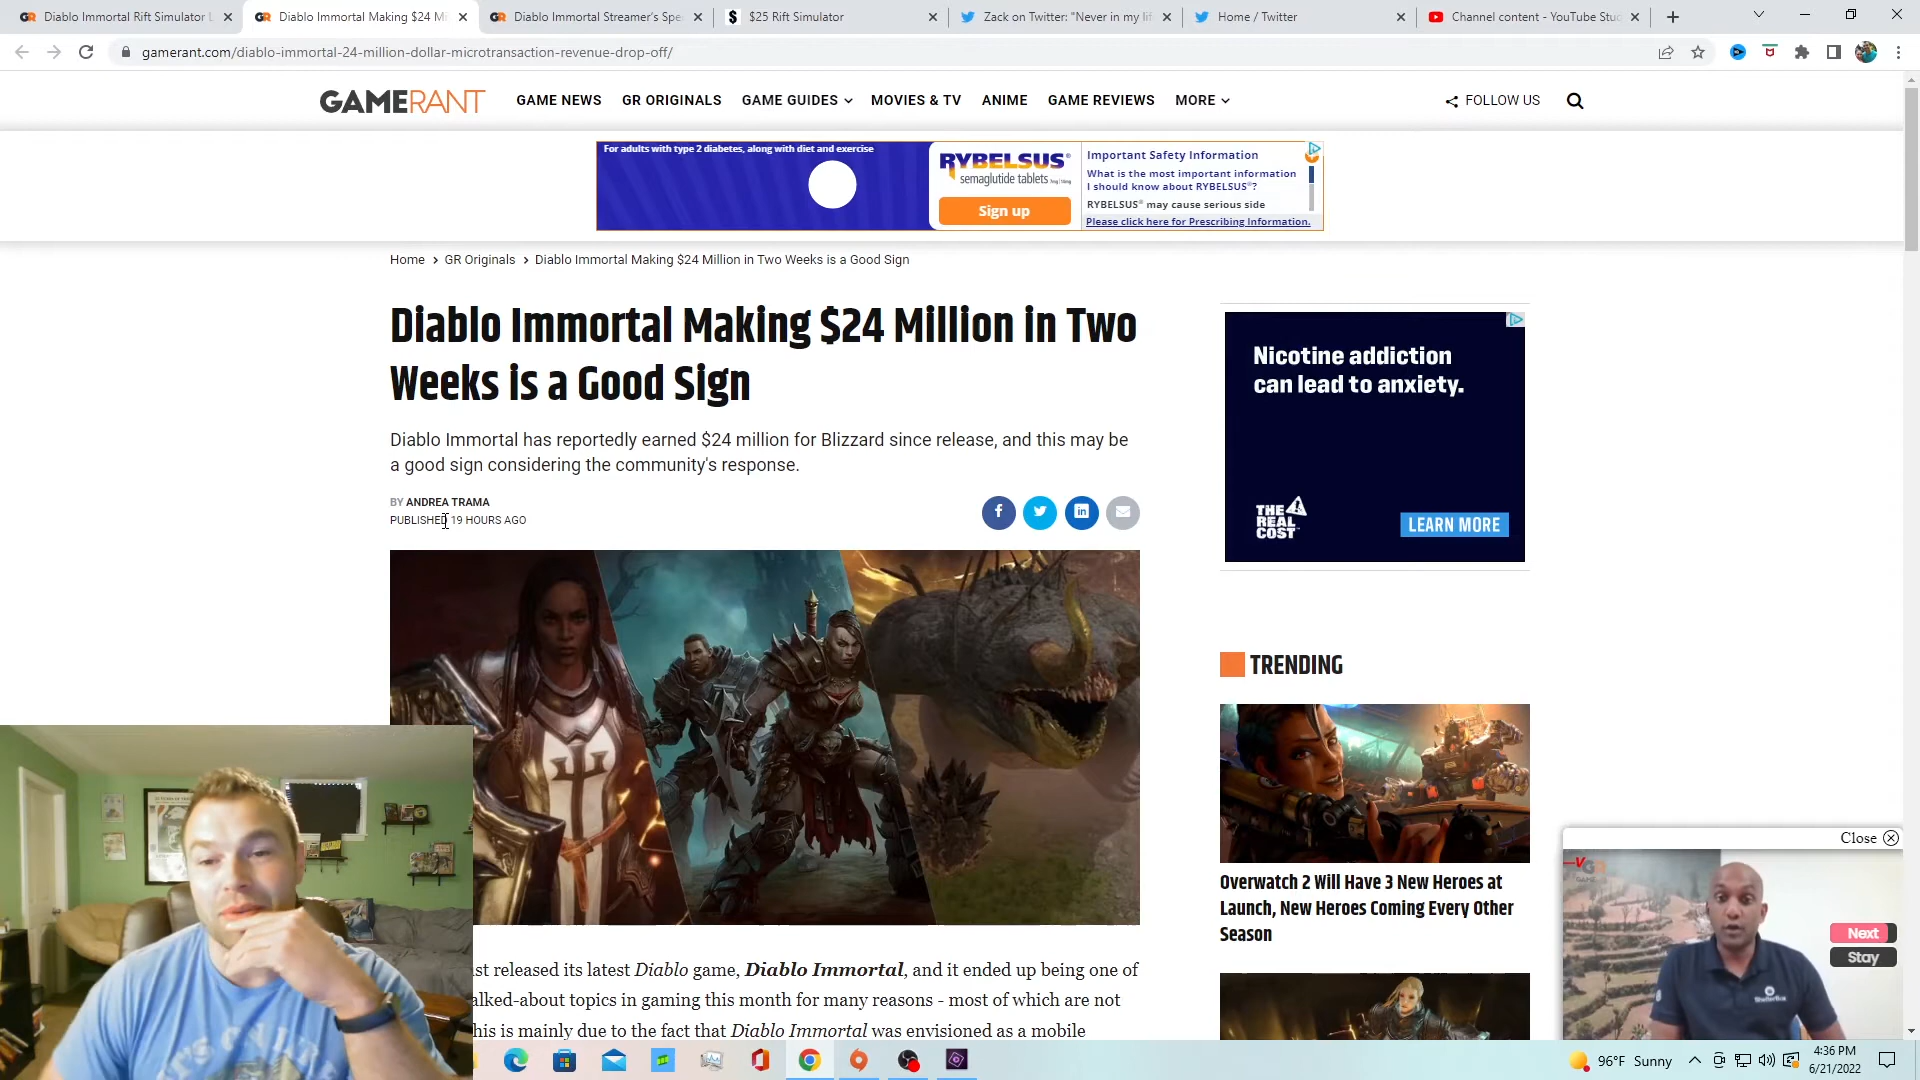 Diablo Immortal Rift Simulator L
Diablo Immortal Making $24 M
Diablo Immortal Streamer's Spe
$25 Rift Simulator
Zack on Twitter: "Never in my li
Home / Twitter
Channel content - YouTube Stu
gamerant.com/diablo-immortal-24-million-dollar-microtransaction-revenue-drop-off/
GAMERANT
GAME NEWS GR ORIGINALS GAME GUIDES MOVIES & TV ANIME GAME REVIEWS MORE
FOLLOW US
For adults with type 2 diabetes, along with diet and exercise
RYBELSUS®
semaglutide tablets
Sign up
Important Safety Information
What is the most important information
I should know about RYBELSUS®?
RYBELSUS® may cause serious side
Please click here for Prescribing Information.
Home > GR Originals > Diablo Immortal Making $24 Million in Two Weeks is a Good Sign
Diablo Immortal Making $24 Million in Two
Weeks is a Good Sign
Diablo Immortal has reportedly earned $24 million for Blizzard since release, and this may be
a good sign considering the community's response.
BY ANDREA TRAMA
PUBLISHED 19 HOURS AGO
Nicotine addiction
can lead to anxiety.
THE
REAL
COST
LEARN MORE
TRENDING
Overwatch 2 Will Have 3 New Heroes at
Launch, New Heroes Coming Every Other
Season
Close
Next
Stay
st released its latest Diablo game, Diablo Immortal, and it ended up being one of
alked-about topics in gaming this month for many reasons - most of which are not
his is mainly due to the fact that Diablo Immortal was envisioned as a mobile
96°F Sunny
4:36 PM
6/21/2022